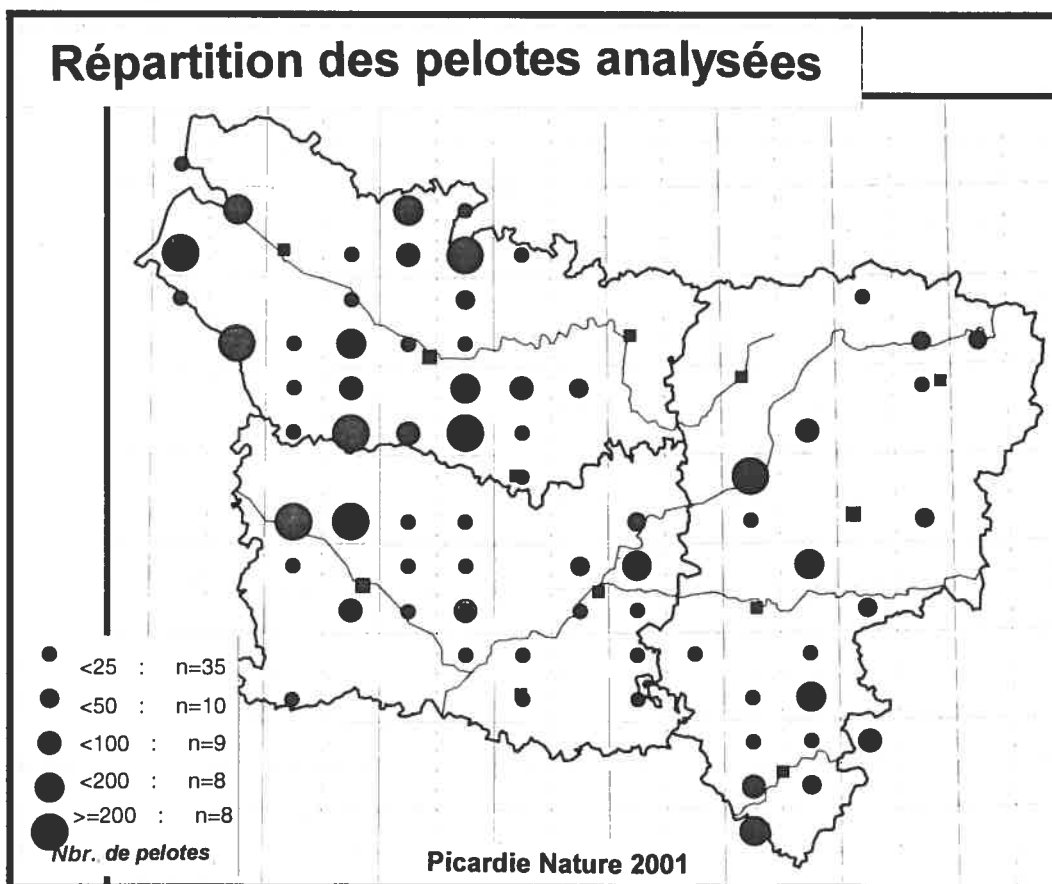 Répartition des pelotes analysées
<25 : n=35
<50 : n=10
<100 : n=9
<200 : n=8
>=200 : n=8
Nbr. de pelotes
Picardie Nature 2001